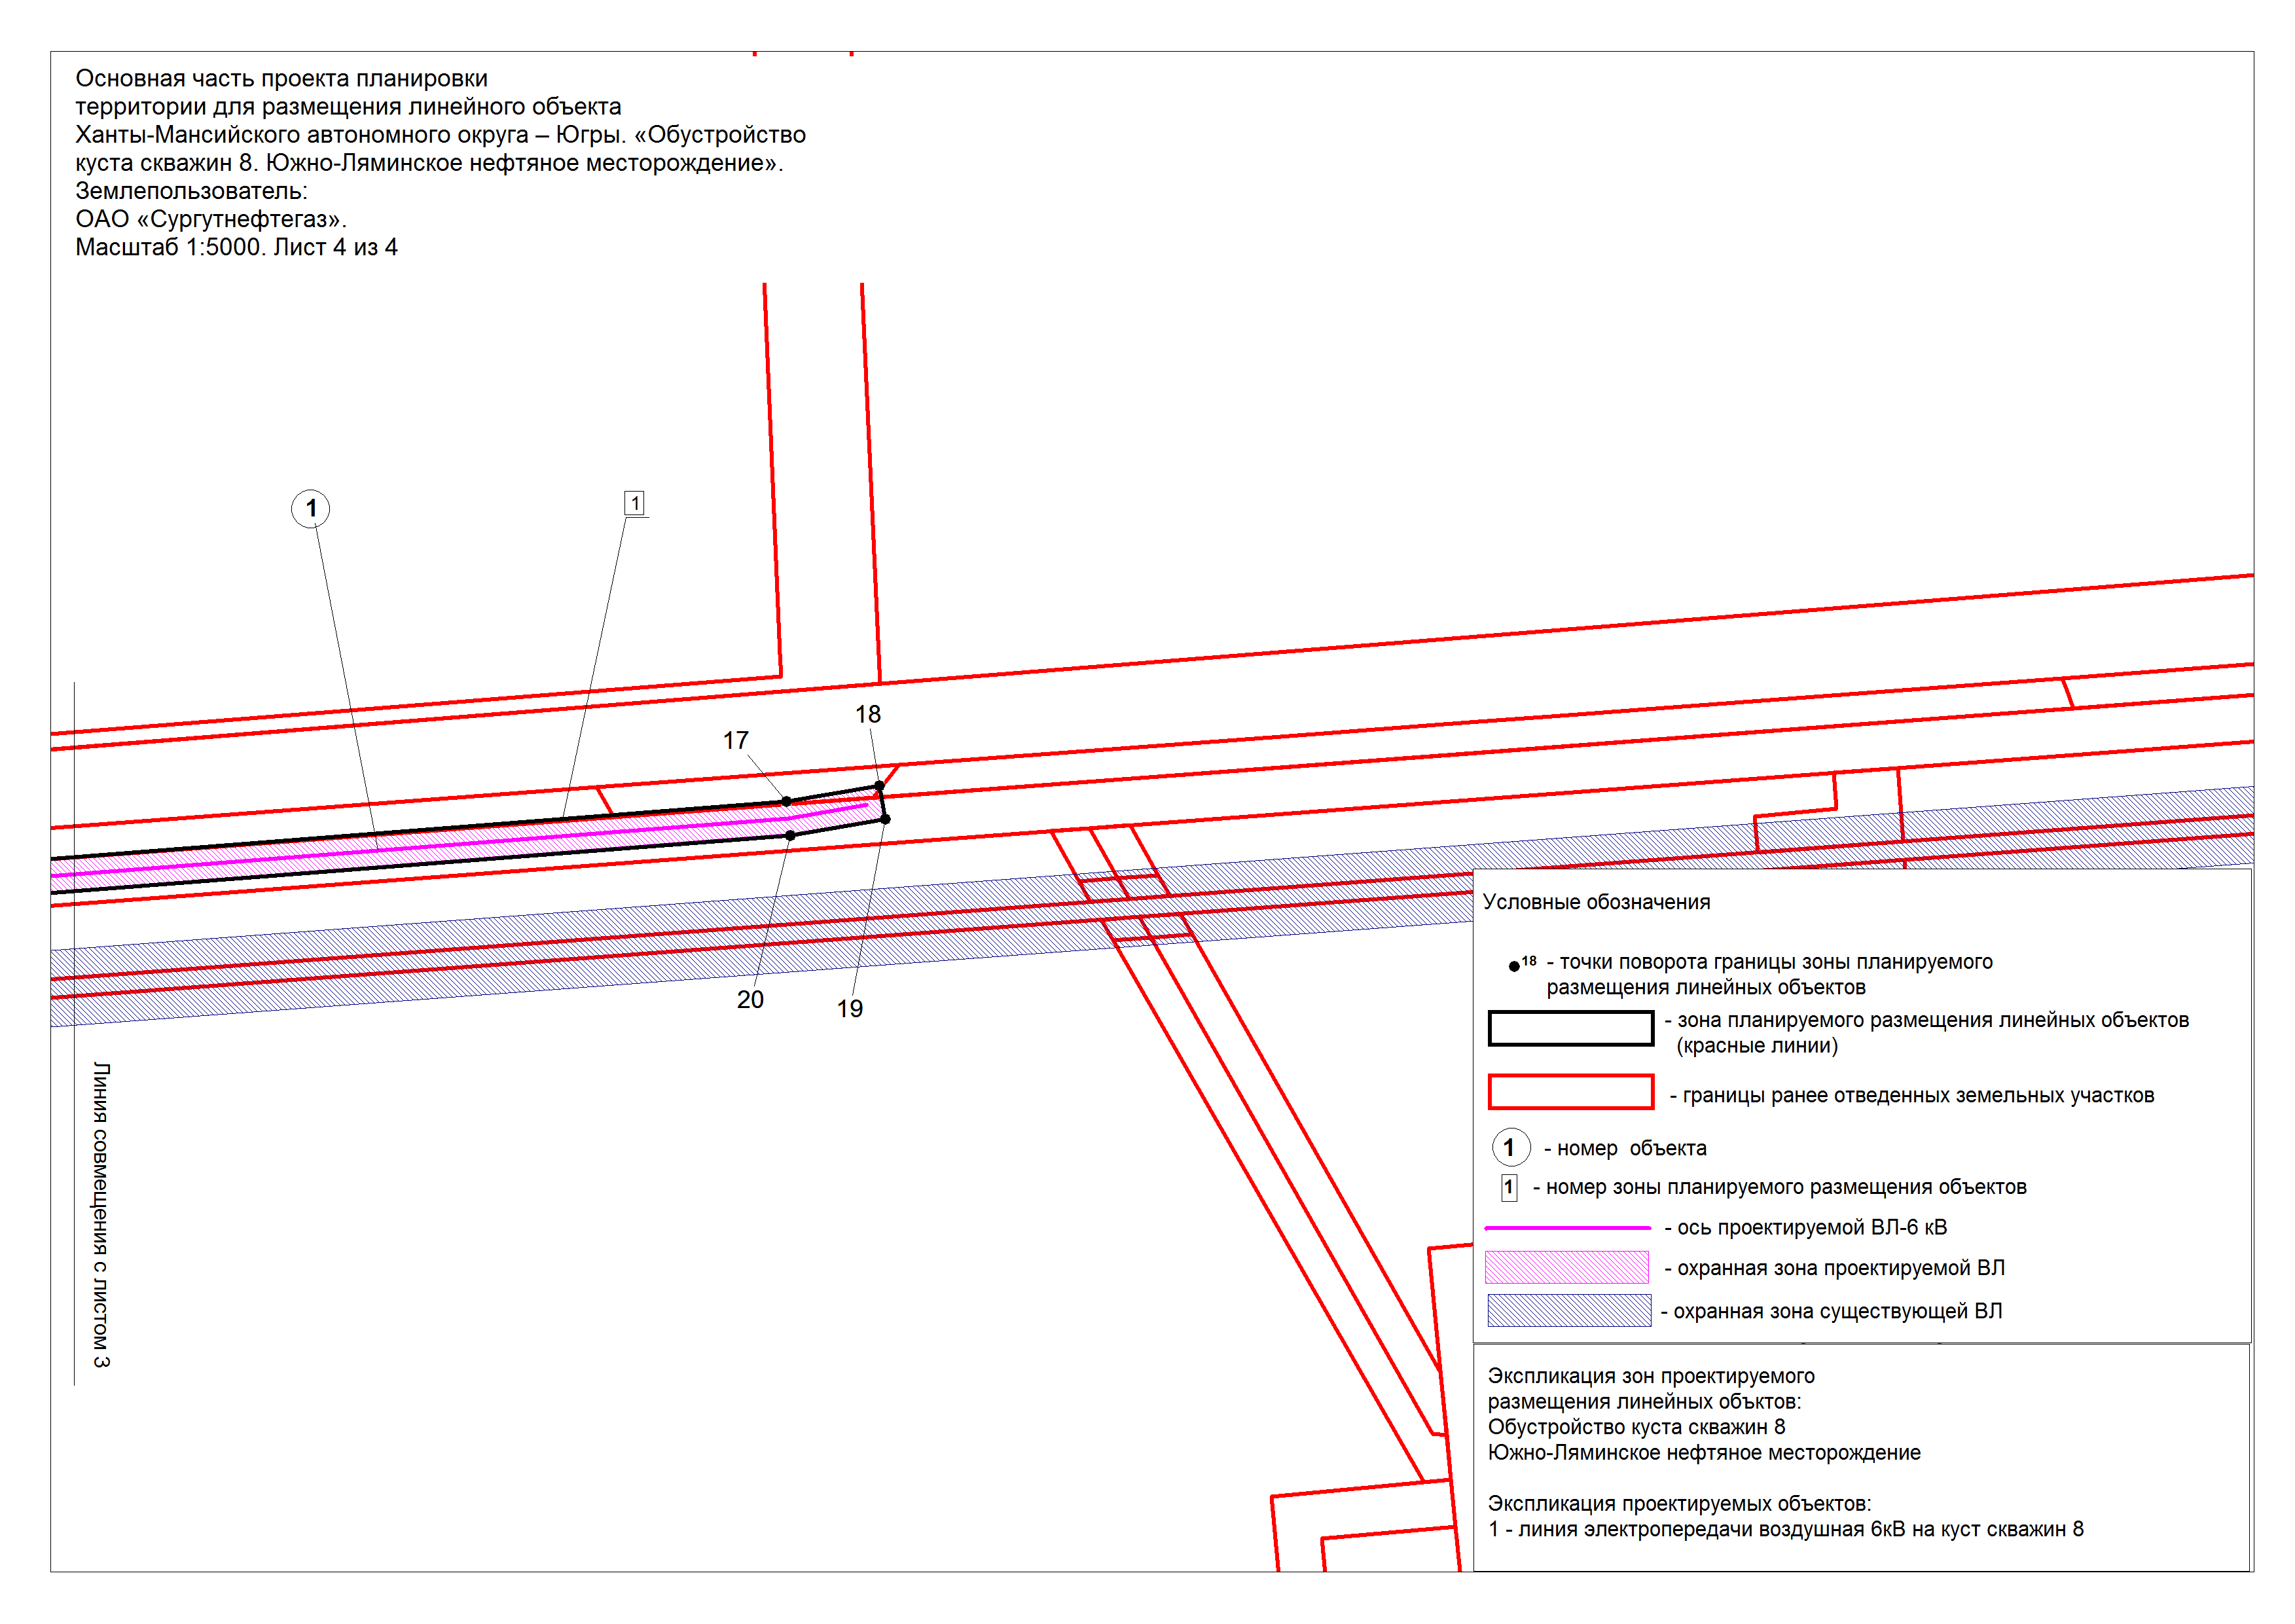 Основная часть проекта планировки
территории для размещения линейного объекта
Ханты-Мансийского автономного округа – Югры. «Обустройство
куста скважин 8. Южно-Ляминское нефтяное месторождение».
Землепользователь:
ОАО «Сургутнефтегаз».
Масштаб 1:5000. Лист 4 из 4
1
1
18
17
20
19
Линия совмещения с листом 3
Условные обозначения
18 - точки поворота границы зоны планируемого
размещения линейных объектов
- зона планируемого размещения линейных объектов
(красные линии)
- границы ранее отведенных земельных участков
1 - номер объекта
1 - номер зоны планируемого размещения объектов
- ось проектируемой ВЛ-6 кВ
- охранная зона проектируемой ВЛ
- охранная зона существующей ВЛ
Экспликация зон проектируемого
размещения линейных объктов:
Обустройство куста скважин 8
Южно-Ляминское нефтяное месторождение
Экспликация проектируемых объектов:
1 - линия электропередачи воздушная 6кВ на куст скважин 8